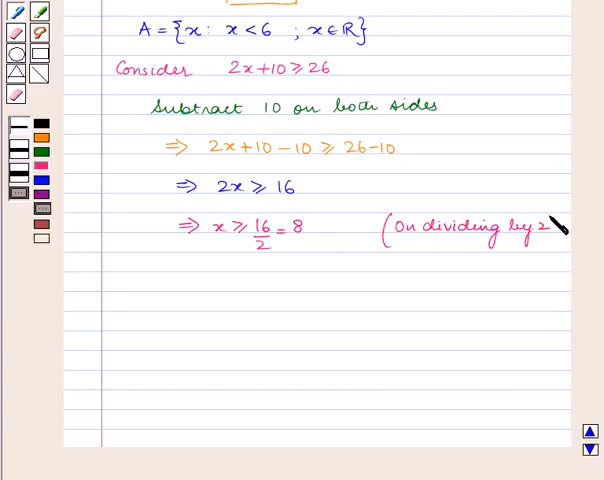 A = {x : x < 6 ; x ∈ ℝ}
Consider 2x+10 ≥ 26
Subtract 10 on both sides
⇒ 2x+10-10 ≥ 26-10
⇒ 2x ≥ 16
⇒ x ≥ 16/2 = 8 (On dividing by 2